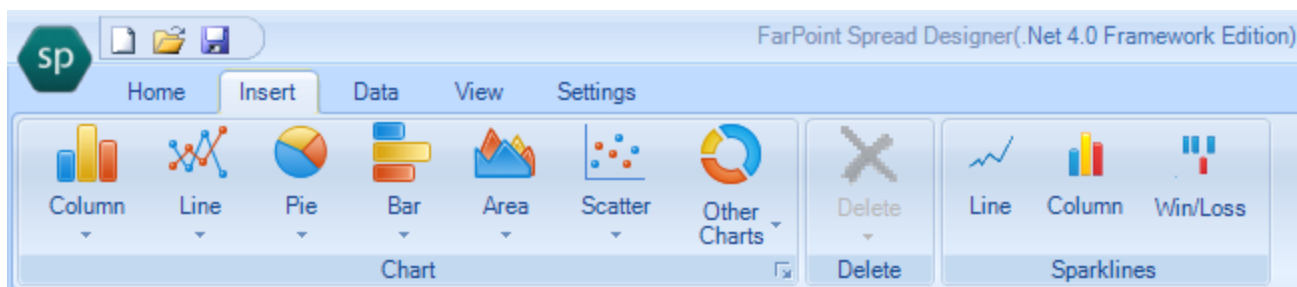 sp
FarPoint Spread Designer(.Net 4.0 Framework Edition)
Home Insert Data View Settings
Column Line Pie Bar Area Scatter Other Charts Delete Line Column Win/Loss
Chart Delete Sparklines